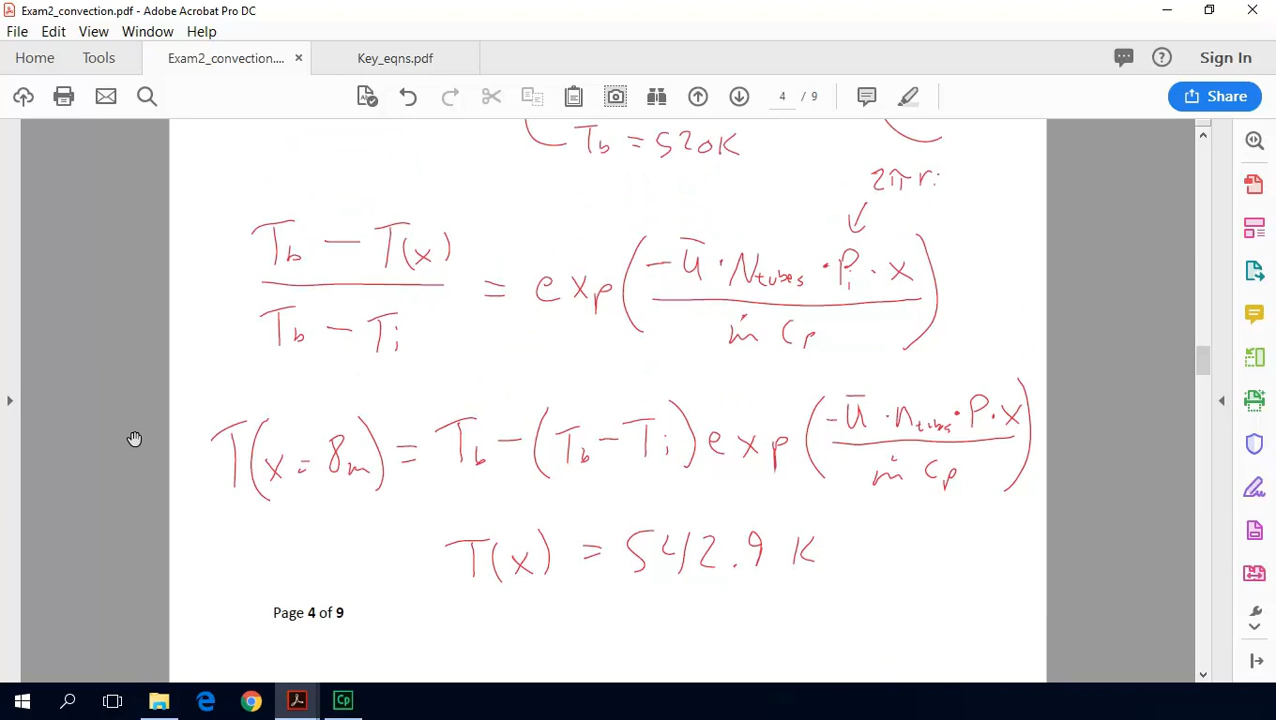 Exam2_convection.pdf - Adobe Acrobat Pro DC
File Edit View Window Help
Home Tools Exam2_convection.... × Key_eqns.pdf Sign In
4 / 9 Share
T_b = 520K
2πr_i
(T_b − T(x)) / (T_b − T_i) = exp(−U̅ · N_tubes · P_i · x / ṁ C_p)
T(x = 8m) = T_b − (T_b − T_i) exp(−U̅ · n_tubes · P · x / ṁ C_p)
T(x) = 542.9 K
Page 4 of 9
Cp